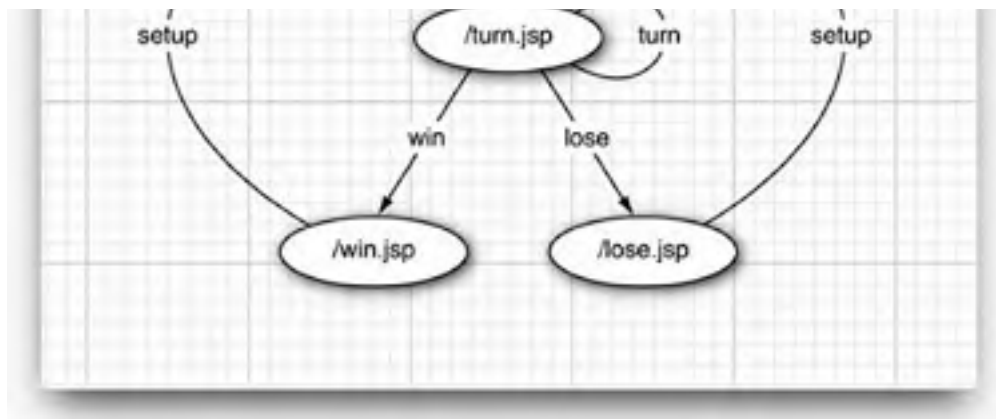 setup
/turn.jsp
turn
setup
win
lose
/win.jsp
/lose.jsp